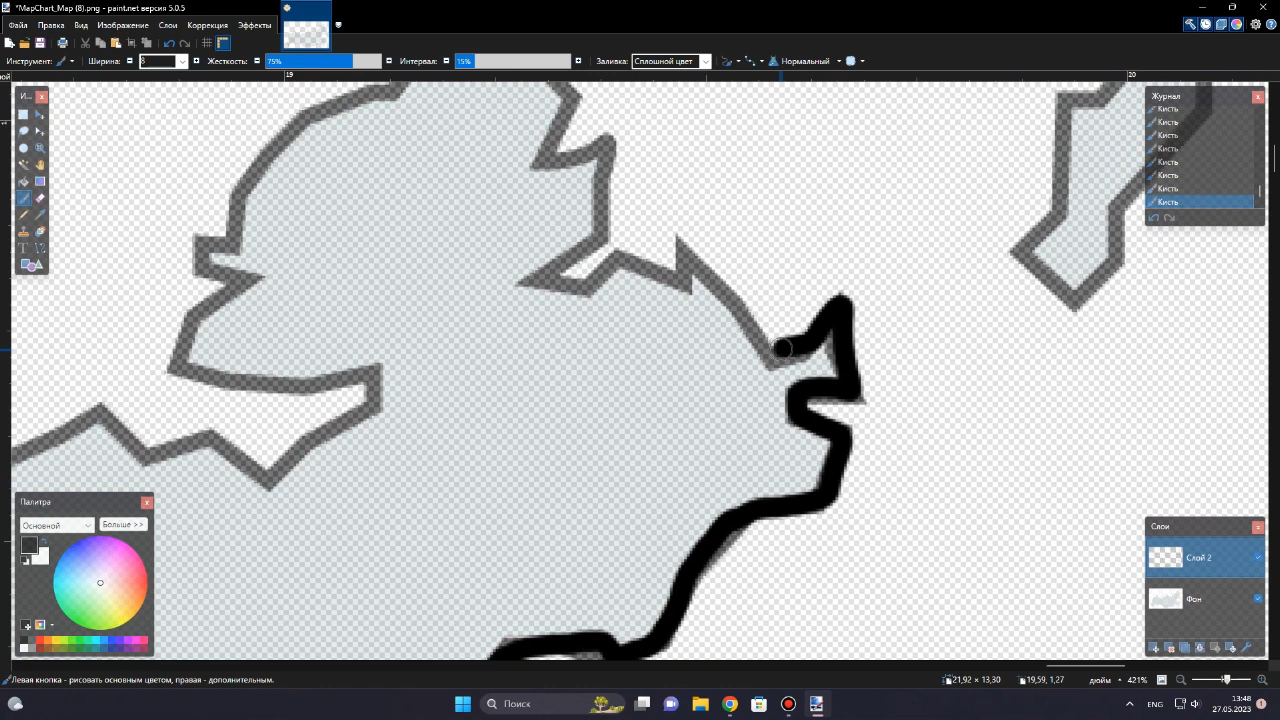 *MapChart_Map (8).png - paint.net версия 5.0.5
Файл Правка Вид Изображение Слои Коррекция Эффекты
Инструмент: Ширина: 8 Жесткость: 75% Интервал: 15% Заливка: Сплошной цвет Нормальный
ной 19 20
И... Журнал
Кисть
Кисть
Кисть
Кисть
Кисть
Кисть
Кисть
Кисть
Палитра
Основной Больше >>
Слои
Слой 2
Фон
Левая кнопка - рисовать основным цветом, правая - дополнительным. 21,92 × 13,30 19,59, 1,27 дюйм 421%
Поиск ENG 13:48
27.05.2023